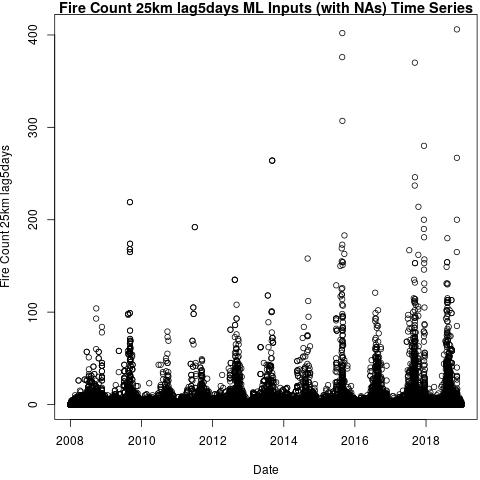 Fire Count 25km lag5days ML Inputs (with NAs) Time Series
Fire Count 25km lag5days
400
300
200
100
0
2008 2010 2012 2014 2016 2018
Date